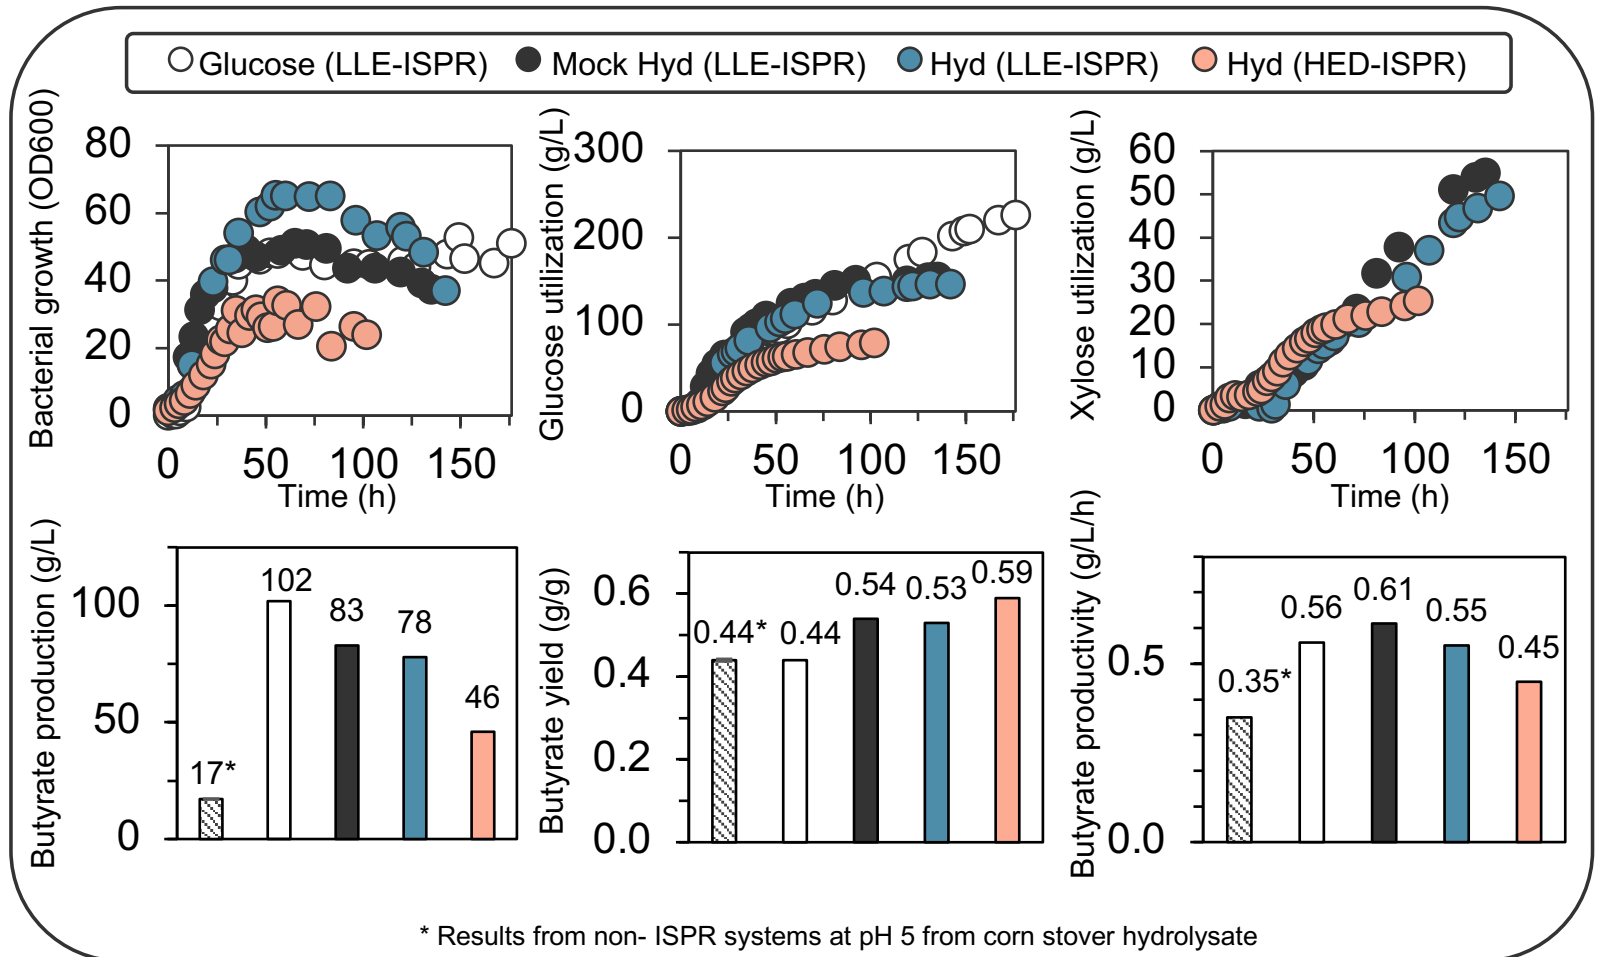 Glucose (LLE-ISPR) Mock Hyd (LLE-ISPR) Hyd (LLE-ISPR) Hyd (HED-ISPR)
Bacterial growth (OD600)
80
60
40
20
0
0 50 100 150
Time (h)
Glucose utilization (g/L)
300
200
100
0
0 50 100 150
Time (h)
Xylose utilization (g/L)
60
50
40
30
20
10
0
0 50 100 150
Time (h)
Butyrate production (g/L)
100
50
0
17*
102
83
78
46
Butyrate yield (g/g)
0.6
0.4
0.2
0.0
0.44*
0.44
0.54
0.53
0.59
Butyrate productivity (g/L/h)
0.5
0.0
0.35*
0.56
0.61
0.55
0.45
* Results from non- ISPR systems at pH 5 from corn stover hydrolysate